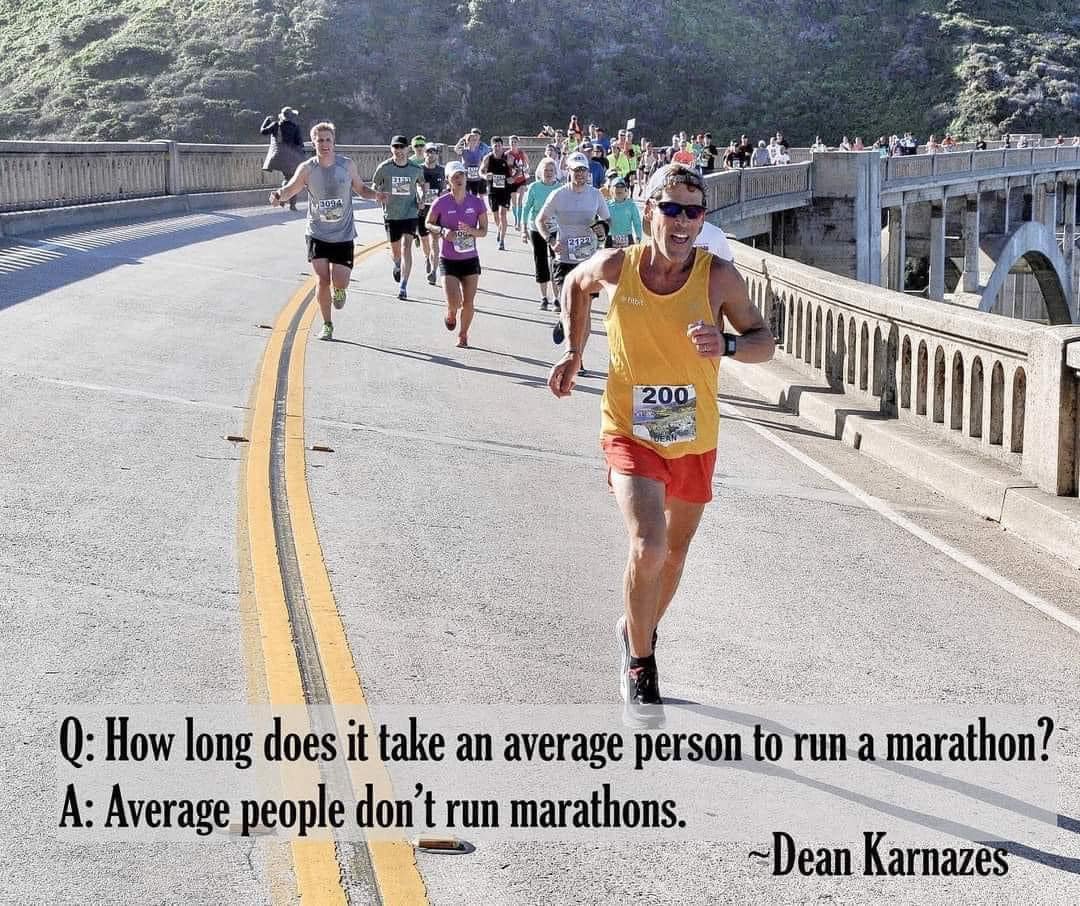 3094
fitbit
200
DEAN
Q: How long does it take an average person to run a marathon?
A: Average people don't run marathons.
~Dean Karnazes